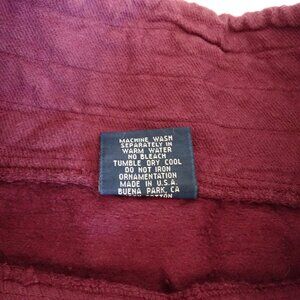 MACHINE WASH
SEPARATELY IN
WARM WATER
NO BLEACH
TUMBLE DRY COOL
DO NOT IRON
ORNAMENTATION
MADE IN U.S.A.
BUENA PARK, CA
COTTON